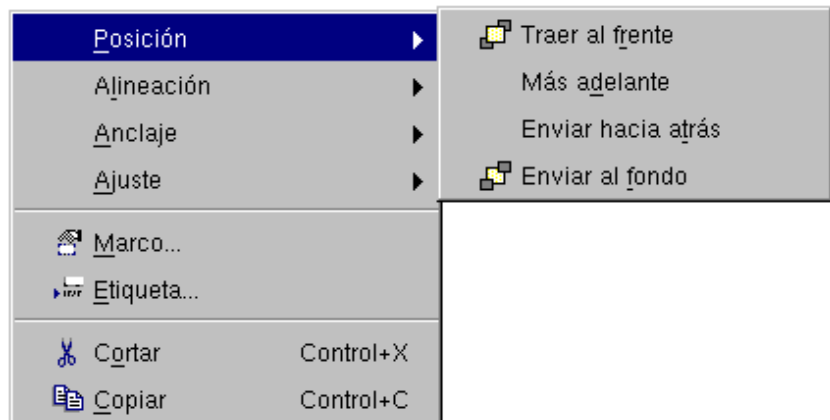 Posición
Alineación
Anclaje
Ajuste
Marco...
Etiqueta...
Cortar Control+X
Copiar Control+C
Traer al frente
Más adelante
Enviar hacia atrás
Enviar al fondo